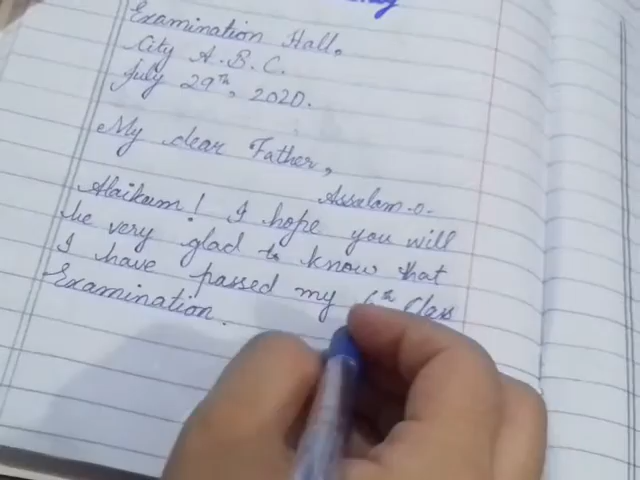 Examination Hall,
City A.B.C.
July 29th, 2020.
My dear Father,
Assalam-o-
Alaikum! I hope you will
be very glad to know that
I have passed my 6th Class
Examination.